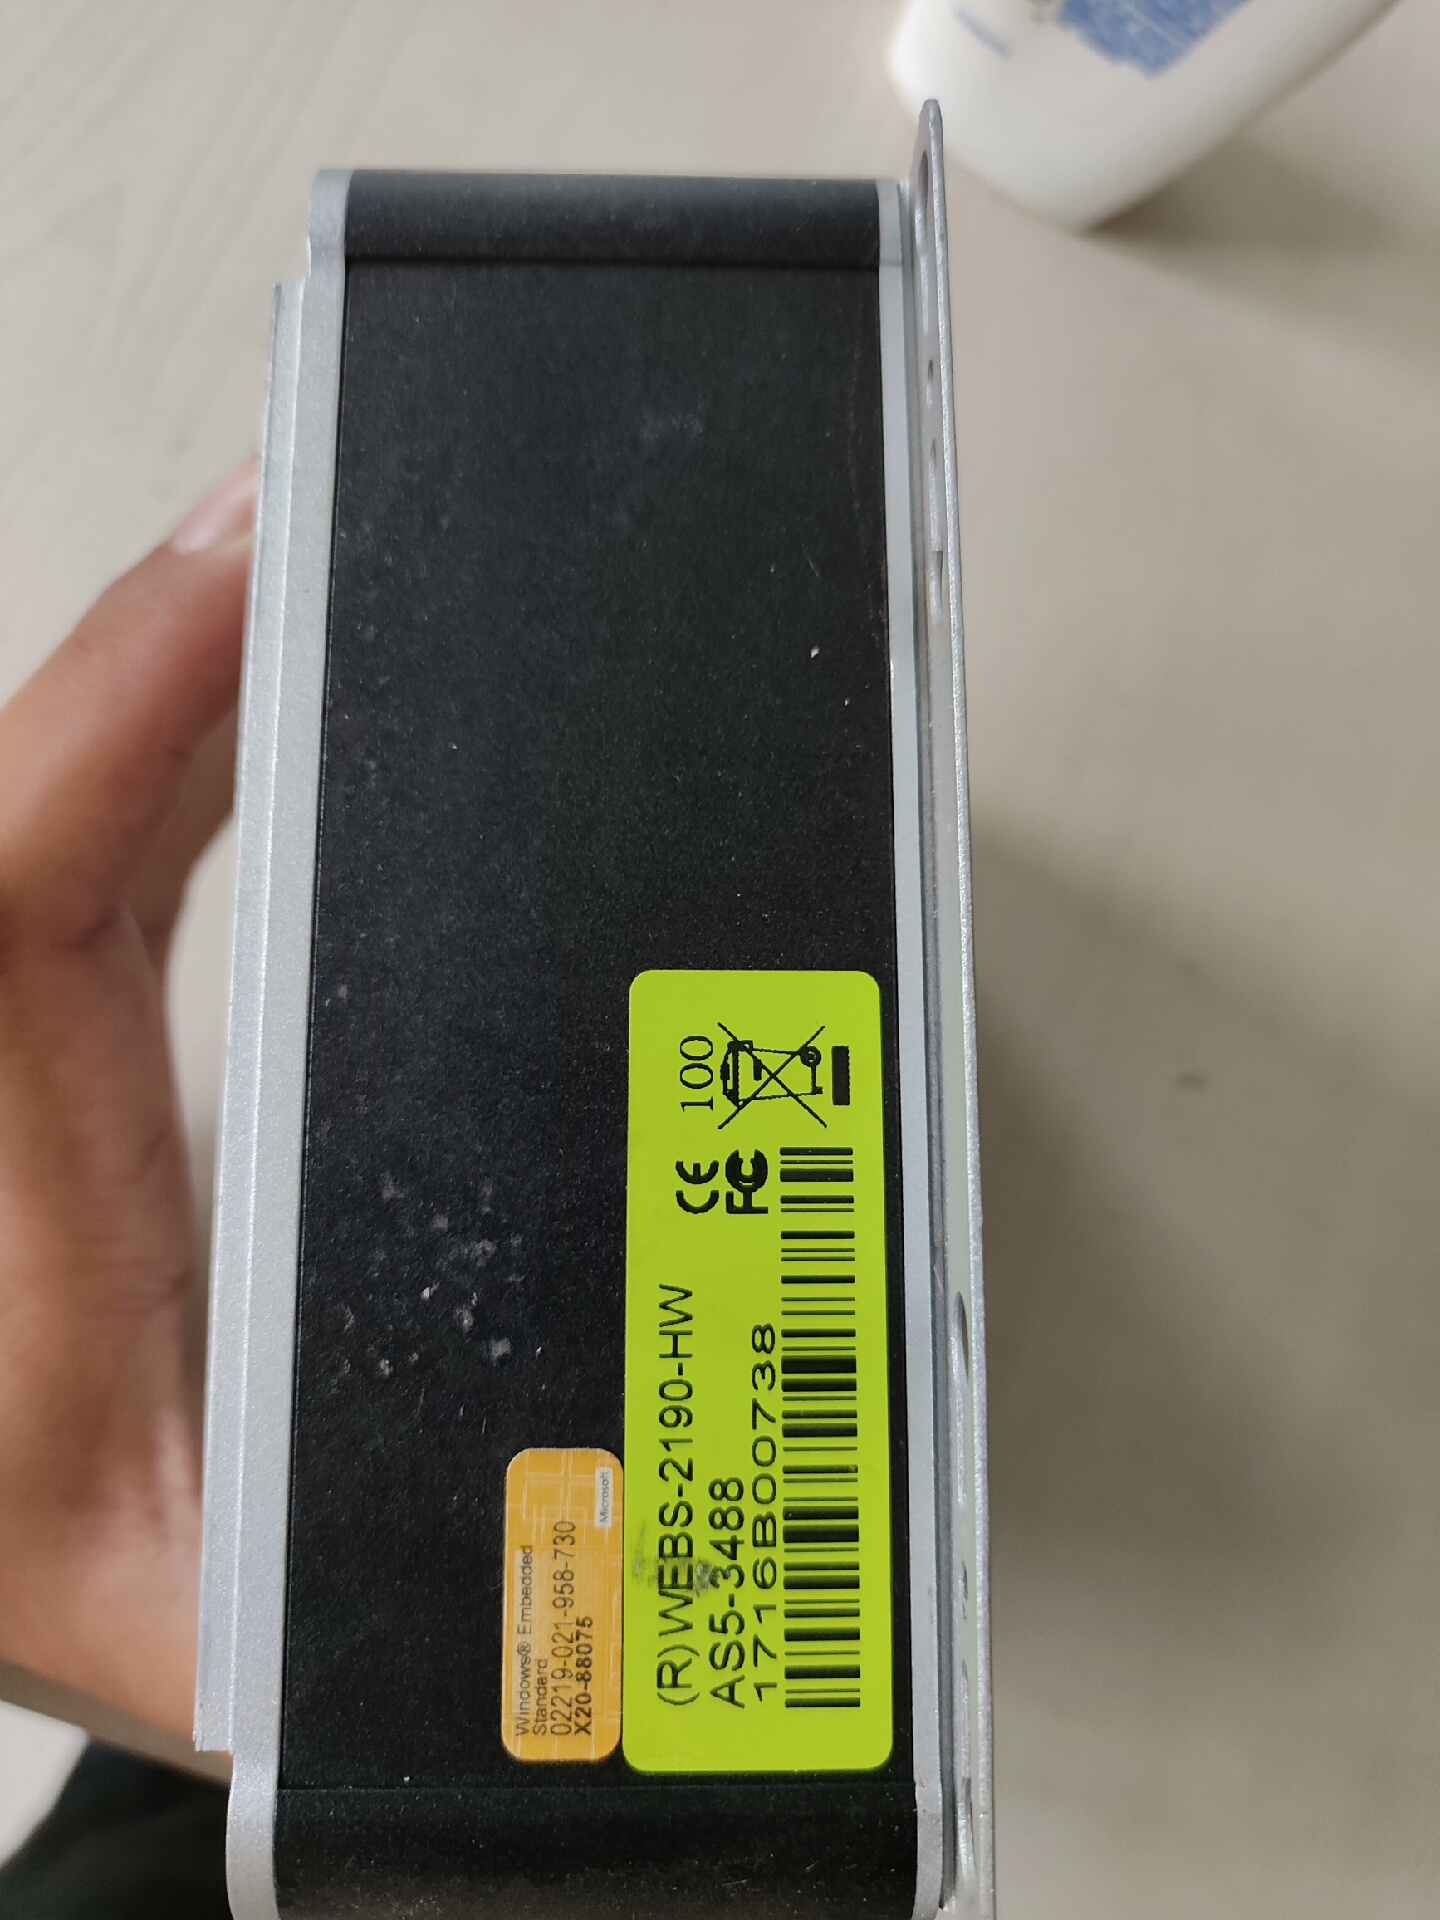 Windows® Embedded
Standard
02219-021-958-730
X20-88075
Microsoft
(R)WEBS-2190-HW
AS5-3488
1716B00738
CE
FC
100